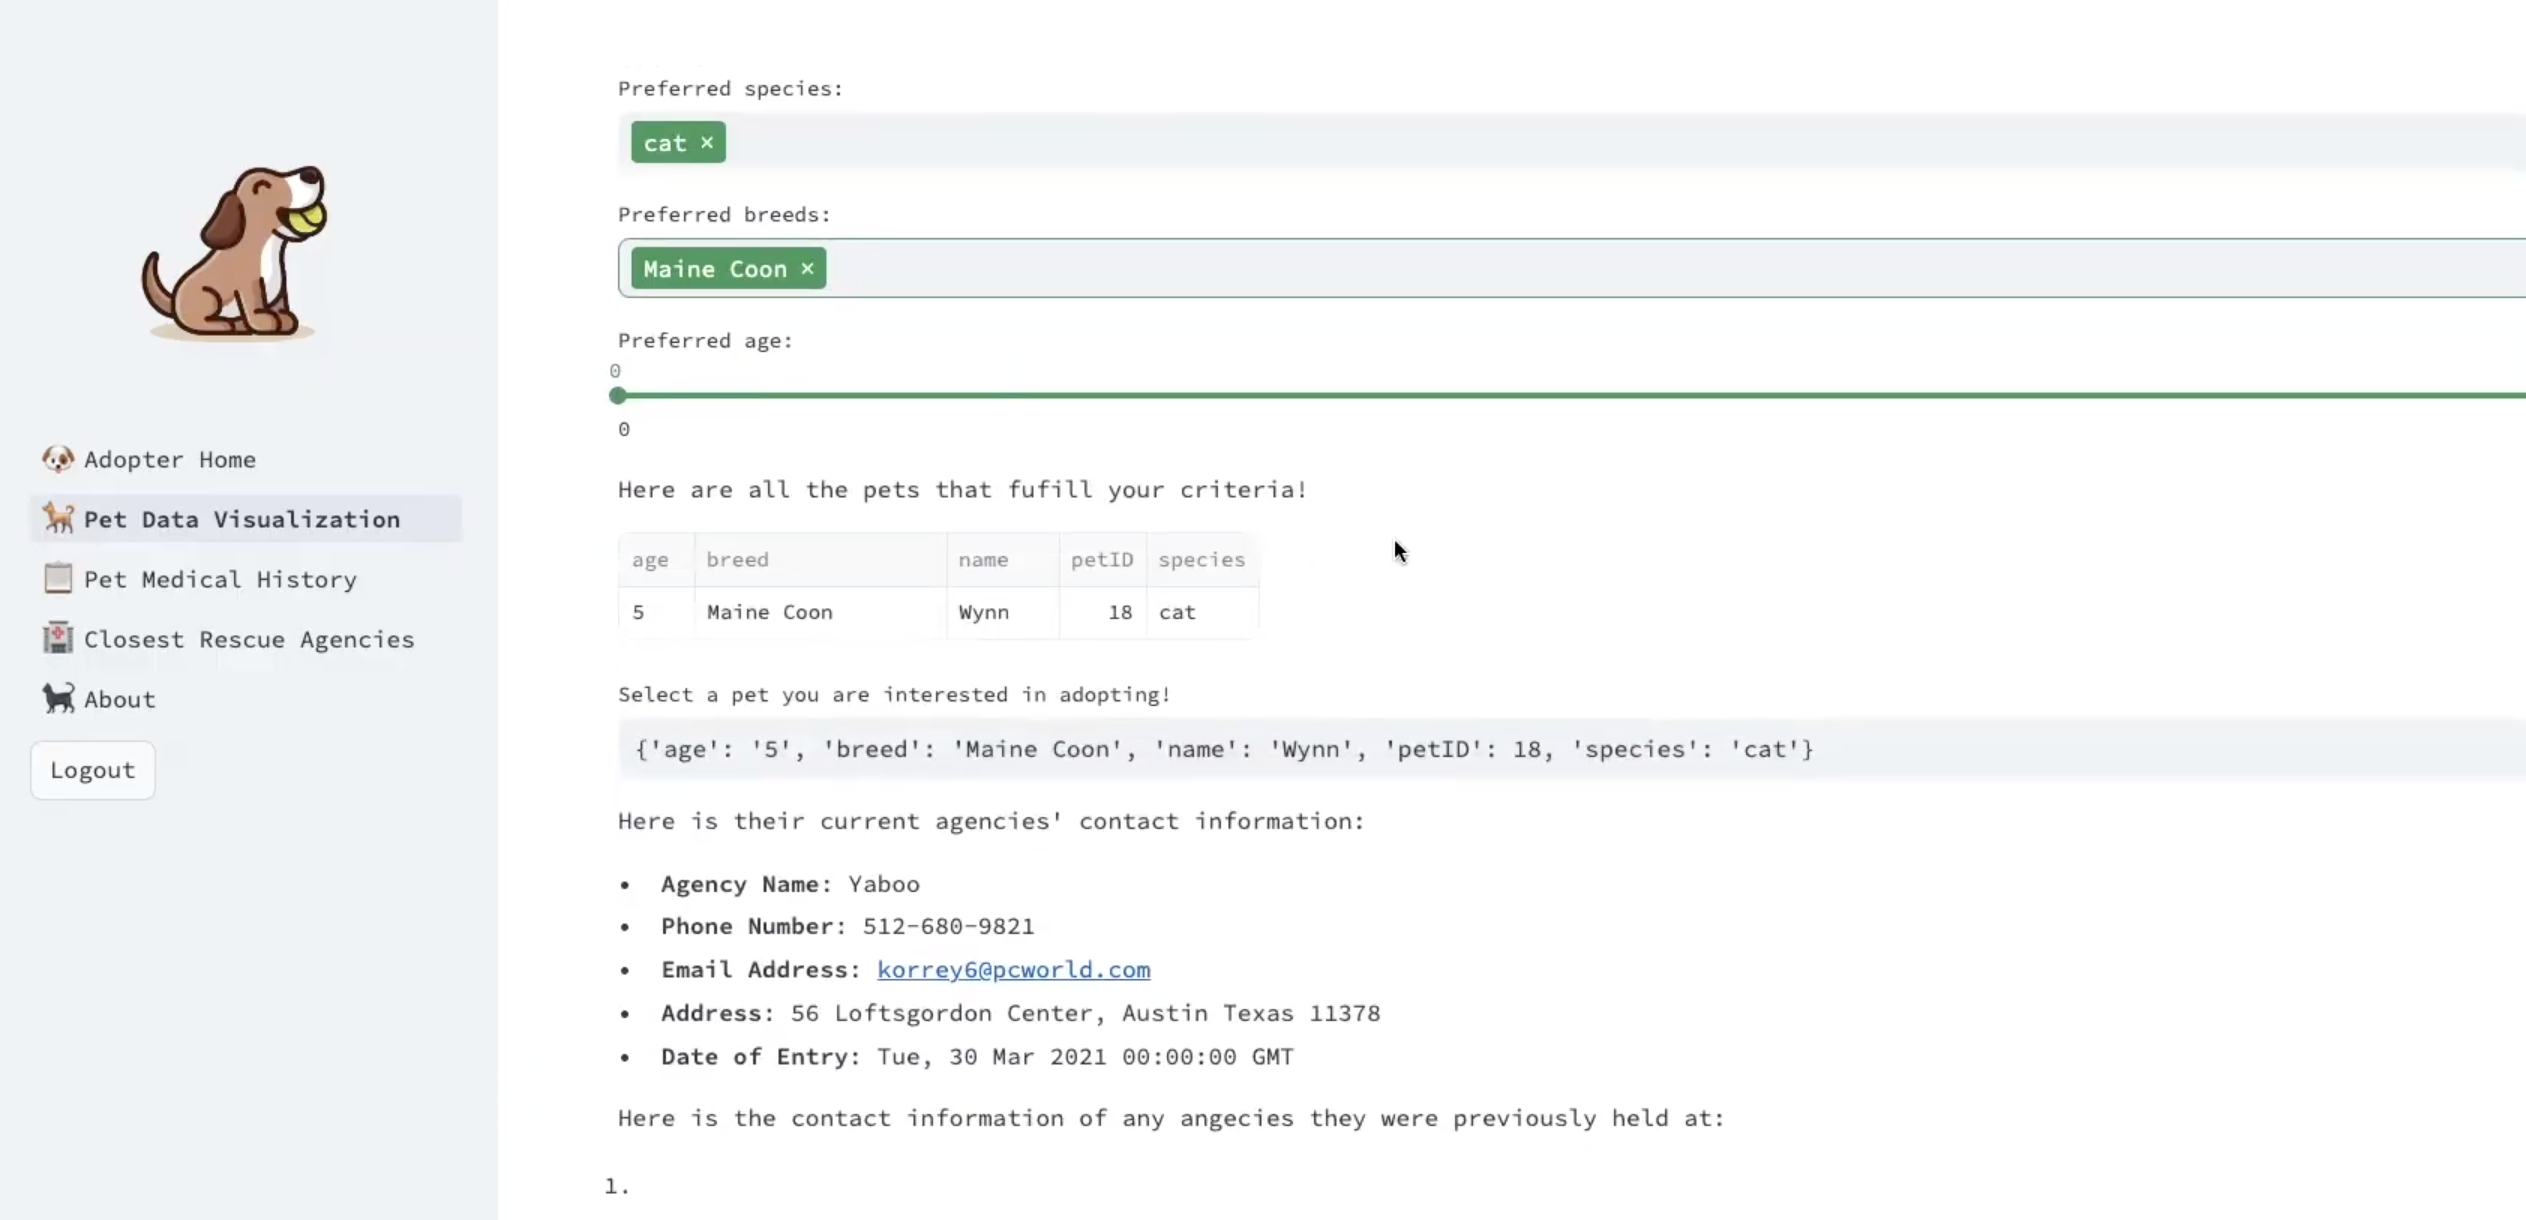 Adopter Home
Pet Data Visualization
Pet Medical History
Closest Rescue Agencies
About
Logout
Preferred species:
cat ×
Preferred breeds:
Maine Coon ×
Preferred age:
0
0
Here are all the pets that fufill your criteria!
age breed name petID species
5 Maine Coon Wynn 18 cat
Select a pet you are interested in adopting!
{'age': '5', 'breed': 'Maine Coon', 'name': 'Wynn', 'petID': 18, 'species': 'cat'}
Here is their current agencies' contact information:
• Agency Name: Yaboo
• Phone Number: 512-680-9821
• Email Address: korrey6@pcworld.com
• Address: 56 Loftsgordon Center, Austin Texas 11378
• Date of Entry: Tue, 30 Mar 2021 00:00:00 GMT
Here is the contact information of any angecies they were previously held at:
1.